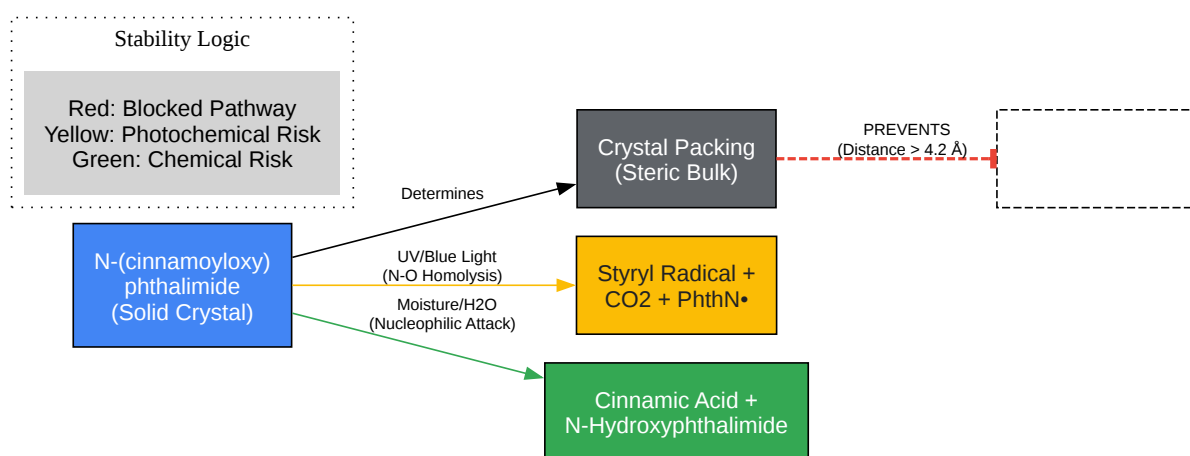 Stability Logic
Red: Blocked Pathway
Yellow: Photochemical Risk
Green: Chemical Risk
N-(cinnamoyloxy)
phthalimide
(Solid Crystal)
Determines
UV/Blue Light
(N-O Homolysis)
Moisture/H2O
(Nucleophilic Attack)
Crystal Packing
(Steric Bulk)
PREVENTS
(Distance > 4.2 Å)
Styryl Radical +
CO2 + PhthN•
Cinnamic Acid +
N-Hydroxyphthalimide